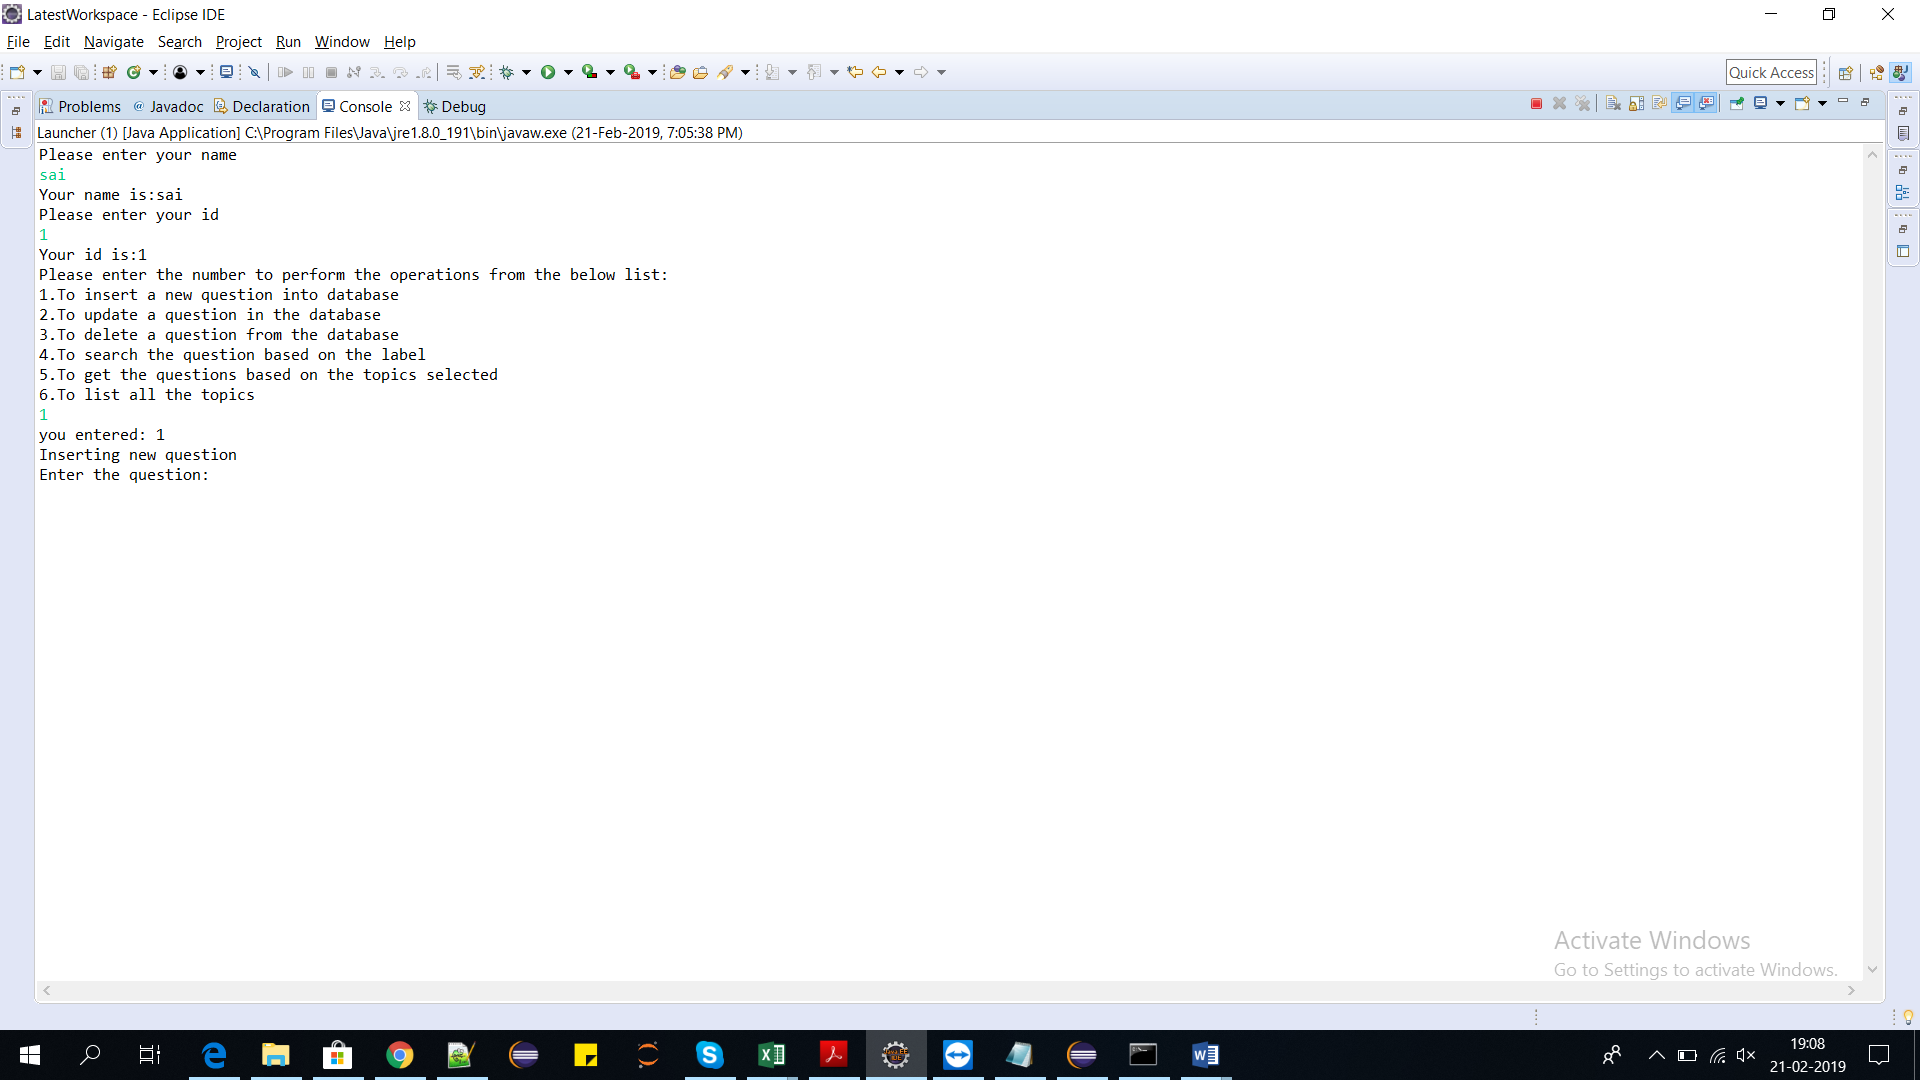 LatestWorkspace - Eclipse IDE
File Edit Navigate Search Project Run Window Help
Quick Access
Problems @ Javadoc Declaration Console Debug
Launcher (1) [Java Application] C:\Program Files\Java\jre1.8.0_191\bin\javaw.exe (21-Feb-2019, 7:05:38 PM)
Please enter your name
sai
Your name is:sai
Please enter your id
1
Your id is:1
Please enter the number to perform the operations from the below list:
1.To insert a new question into database
2.To update a question in the database
3.To delete a question from the database
4.To search the question based on the label
5.To get the questions based on the topics selected
6.To list all the topics
1
you entered: 1
Inserting new question
Enter the question:
Activate Windows
Go to Settings to activate Windows.
19:08
21-02-2019